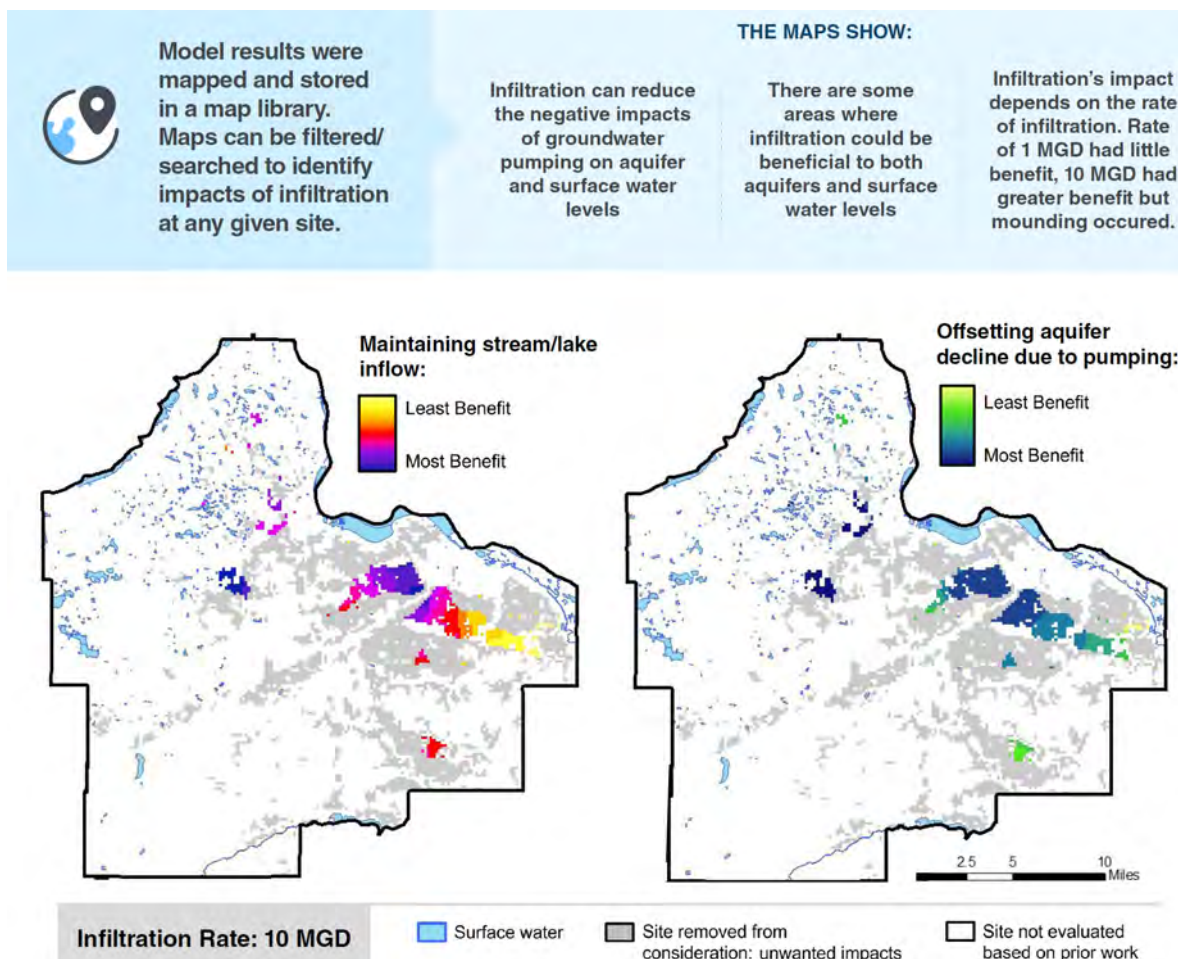 Model results were
mapped and stored
in a map library.
Maps can be filtered/
searched to identify
impacts of infiltration
at any given site.
THE MAPS SHOW:
Infiltration can reduce
the negative impacts
of groundwater
pumping on aquifer
and surface water
levels
There are some
areas where
infiltration could be
beneficial to both
aquifers and surface
water levels
Infiltration's impact
depends on the rate
of infiltration. Rate
of 1 MGD had little
benefit, 10 MGD had
greater benefit but
mounding occured.
Maintaining stream/lake
inflow:
Least Benefit
Most Benefit
Offsetting aquifer
decline due to pumping:
Least Benefit
Most Benefit
2.5 5 10
Miles
Infiltration Rate: 10 MGD
Surface water
Site removed from
consideration: unwanted impacts
Site not evaluated
based on prior work